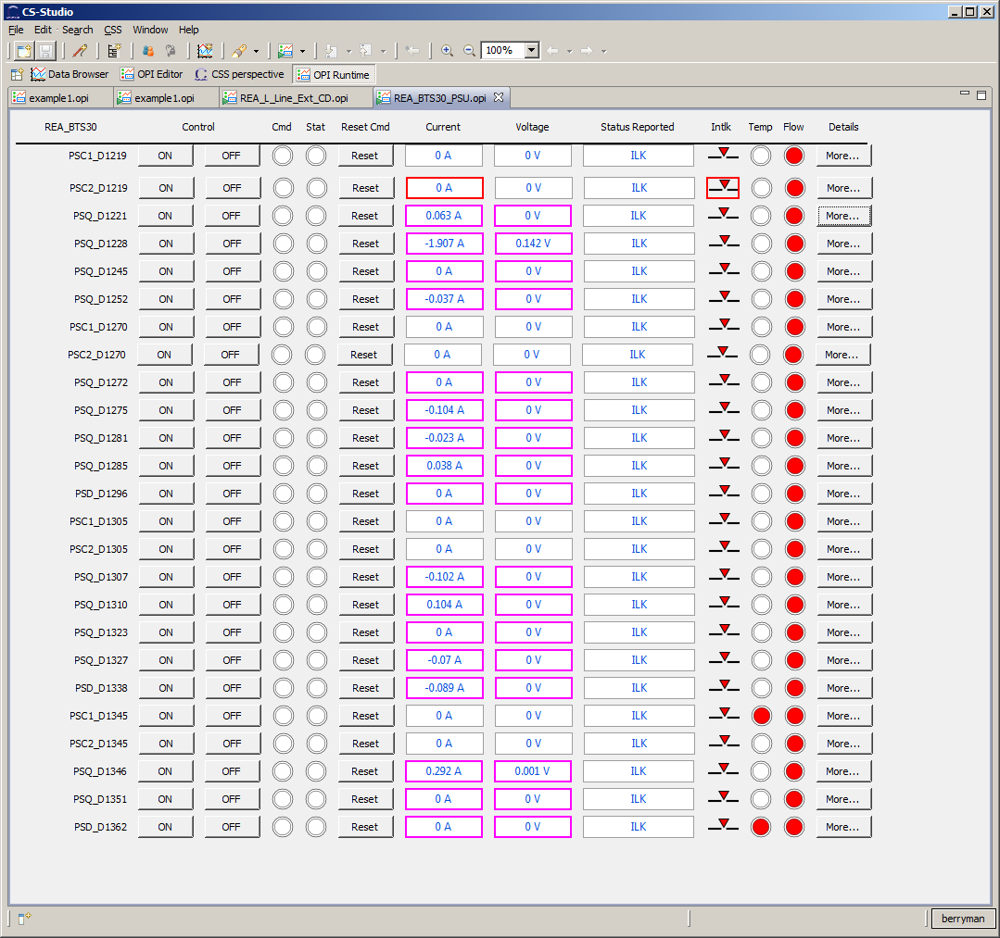 CS-Studio
File Edit Search CSS Window Help
100%
Data Browser OPI Editor CSS perspective OPI Runtime
example1.opi example1.opi REA_L_Line_Ext_CD.opi REA_BTS30_PSU.opi
REA_BTS30 Control Cmd Stat Reset Cmd Current Voltage Status Reported Intlk Temp Flow Details
PSC1_D1219 ON OFF Reset 0 A 0 V ILK More...
PSC2_D1219 ON OFF Reset 0 A 0 V ILK More...
PSQ_D1221 ON OFF Reset 0.063 A 0 V ILK More...
PSQ_D1228 ON OFF Reset -1.907 A 0.142 V ILK More...
PSQ_D1245 ON OFF Reset 0 A 0 V ILK More...
PSQ_D1252 ON OFF Reset -0.037 A 0 V ILK More...
PSC1_D1270 ON OFF Reset 0 A 0 V ILK More...
PSC2_D1270 ON OFF Reset 0 A 0 V ILK More...
PSQ_D1272 ON OFF Reset 0 A 0 V ILK More...
PSQ_D1275 ON OFF Reset -0.104 A 0 V ILK More...
PSQ_D1281 ON OFF Reset -0.023 A 0 V ILK More...
PSQ_D1285 ON OFF Reset 0.038 A 0 V ILK More...
PSD_D1296 ON OFF Reset 0 A 0 V ILK More...
PSC1_D1305 ON OFF Reset 0 A 0 V ILK More...
PSC2_D1305 ON OFF Reset 0 A 0 V ILK More...
PSQ_D1307 ON OFF Reset -0.102 A 0 V ILK More...
PSQ_D1310 ON OFF Reset 0.104 A 0 V ILK More...
PSQ_D1323 ON OFF Reset 0 A 0 V ILK More...
PSQ_D1327 ON OFF Reset -0.07 A 0 V ILK More...
PSD_D1338 ON OFF Reset -0.089 A 0 V ILK More...
PSC1_D1345 ON OFF Reset 0 A 0 V ILK More...
PSC2_D1345 ON OFF Reset 0 A 0 V ILK More...
PSQ_D1346 ON OFF Reset 0.292 A 0.001 V ILK More...
PSQ_D1351 ON OFF Reset 0 A 0 V ILK More...
PSD_D1362 ON OFF Reset 0 A 0 V ILK More...
berryman